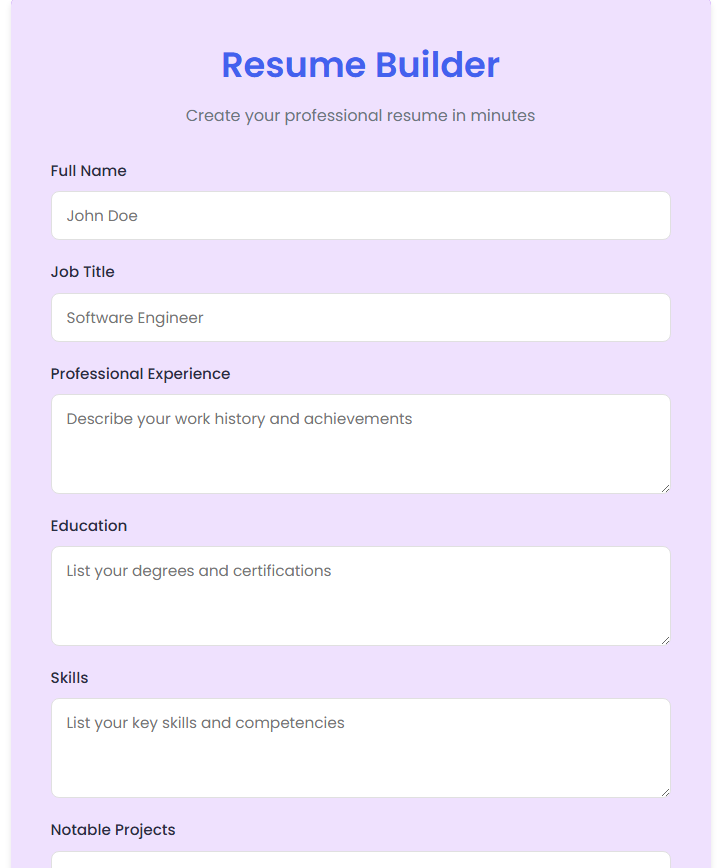 Resume Builder
Create your professional resume in minutes
Full Name
John Doe
Job Title
Software Engineer
Professional Experience
Describe your work history and achievements
Education
List your degrees and certifications
Skills
List your key skills and competencies
Notable Projects